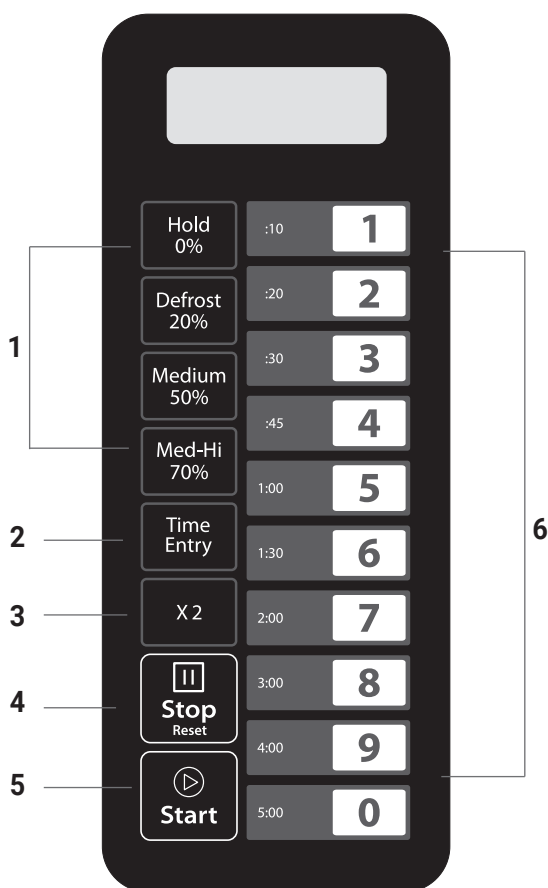 Hold
0%
Defrost
20%
Medium
50%
Med-Hi
70%
Time
Entry
X 2
Stop
Reset
Start
:10 1
:20 2
:30 3
:45 4
1:00 5
1:30 6
2:00 7
3:00 8
4:00 9
5:00 0
1
2
3
4
5
6